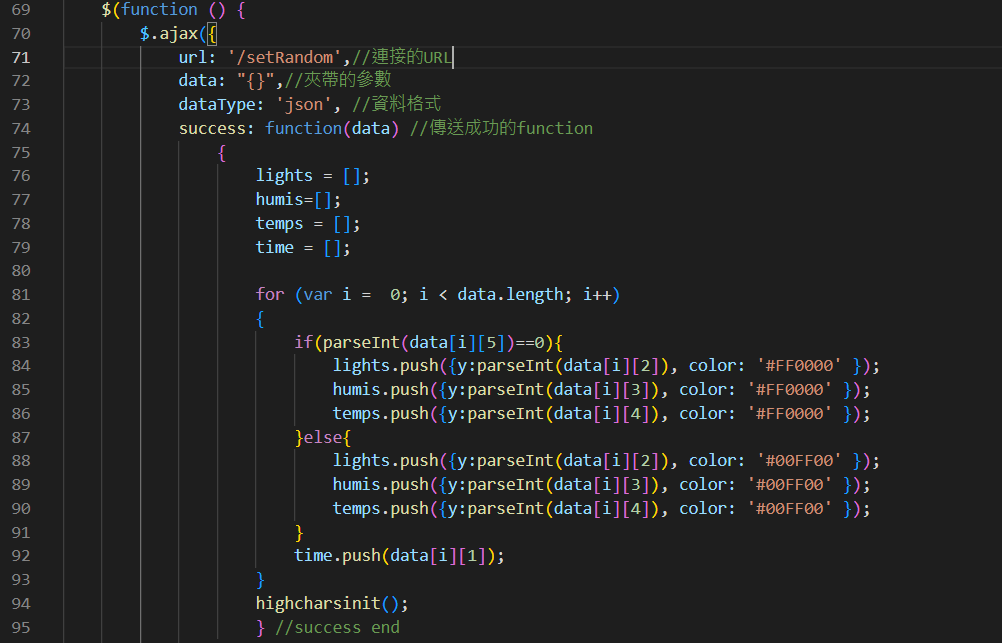 69 $(function () {
70 $.ajax({
71 url: '/setRandom',//連接的URL
72 data: "{}",//夾帶的參數
73 dataType: 'json', //資料格式
74 success: function(data) //傳送成功的function
75 {
76 lights = [];
77 humis=[];
78 temps = [];
79 time = [];
80
81 for (var i =  0; i < data.length; i++)
82 {
83 if(parseInt(data[i][5])==0){
84 lights.push({y:parseInt(data[i][2]), color: '#FF0000' });
85 humis.push({y:parseInt(data[i][3]), color: '#FF0000' });
86 temps.push({y:parseInt(data[i][4]), color: '#FF0000' });
87 }else{
88 lights.push({y:parseInt(data[i][2]), color: '#00FF00' });
89 humis.push({y:parseInt(data[i][3]), color: '#00FF00' });
90 temps.push({y:parseInt(data[i][4]), color: '#00FF00' });
91 }
92 time.push(data[i][1]);
93 }
94 highcharsinit();
95 } //success end